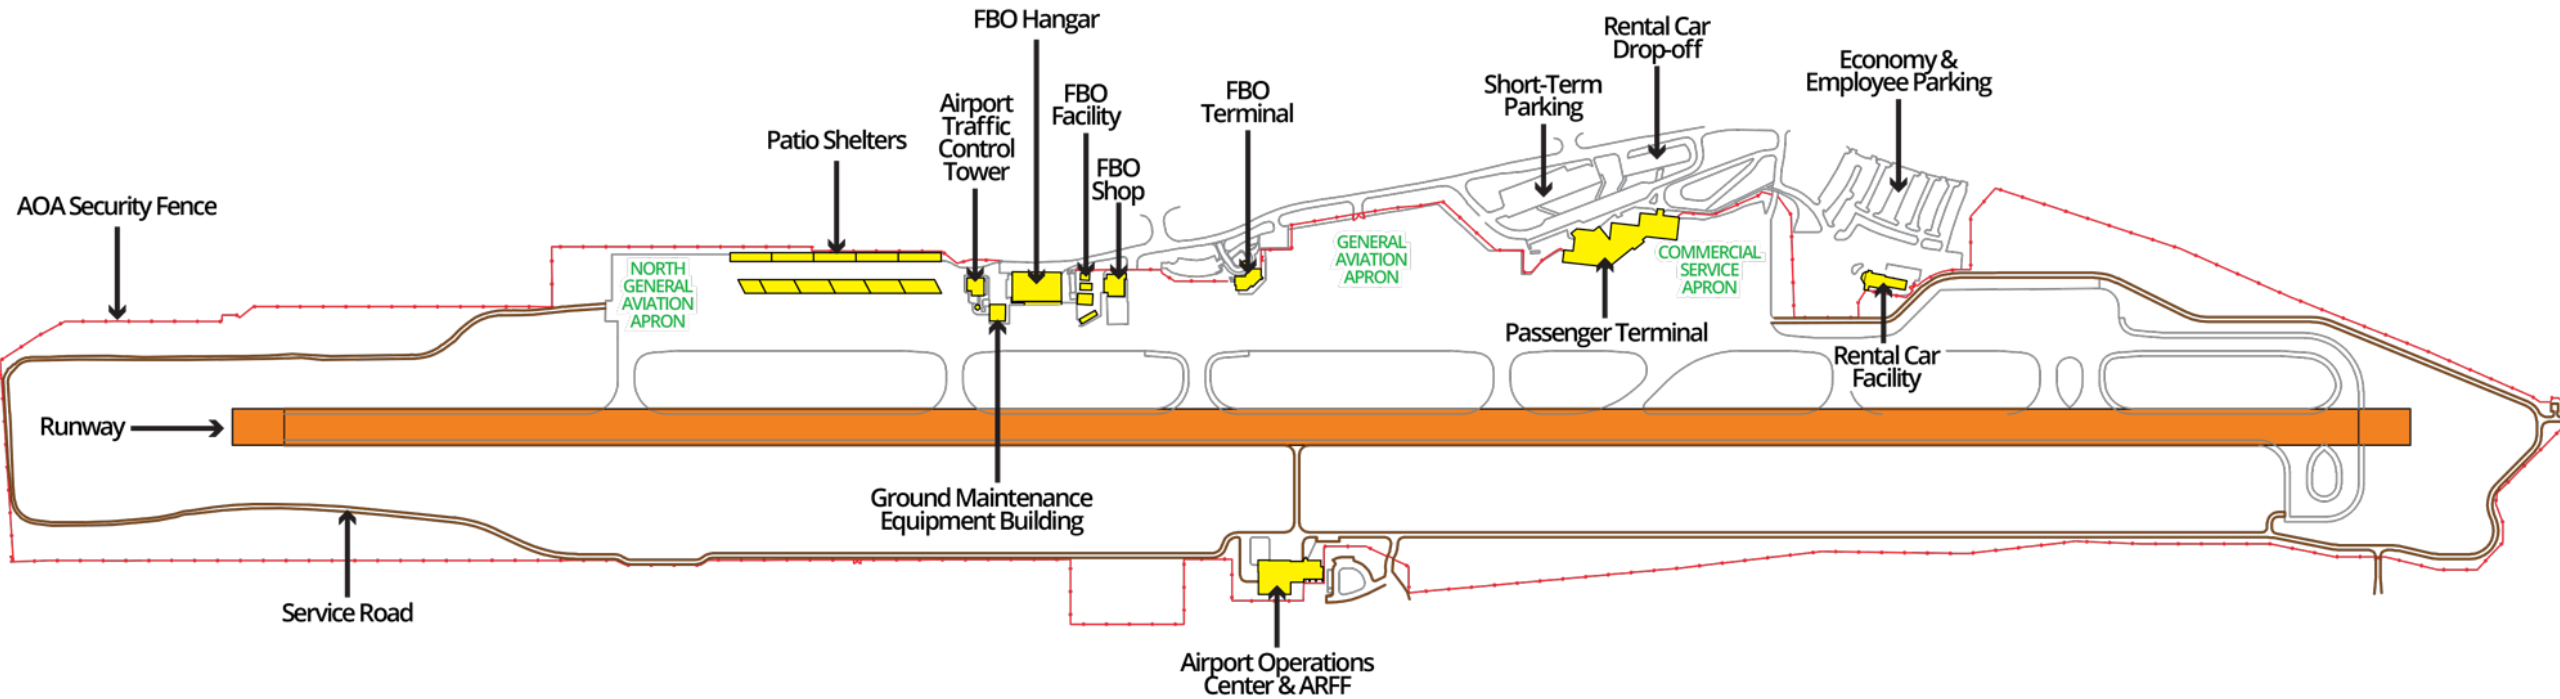 FBO Hangar
Rental Car
Drop-off
Economy &
Employee Parking
Short-Term
Parking
FBO
Terminal
FBO
Facility
Airport
Traffic
Control
Tower
Patio Shelters
FBO
Shop
AOA Security Fence
GENERAL
AVIATION
APRON
COMMERCIAL
SERVICE
APRON
NORTH
GENERAL
AVIATION
APRON
Passenger Terminal
Rental Car
Facility
Runway
Ground Maintenance
Equipment Building
Service Road
Airport Operations
Center & ARFF